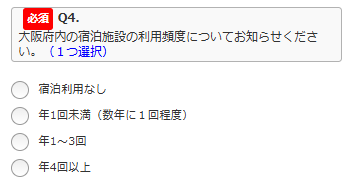 必須 Q4.
大阪府内の宿泊施設の利用頻度についてお知らせくださ
い。（１つ選択）
宿泊利用なし
年1回未満（数年に１回程度）
年1～3回
年4回以上